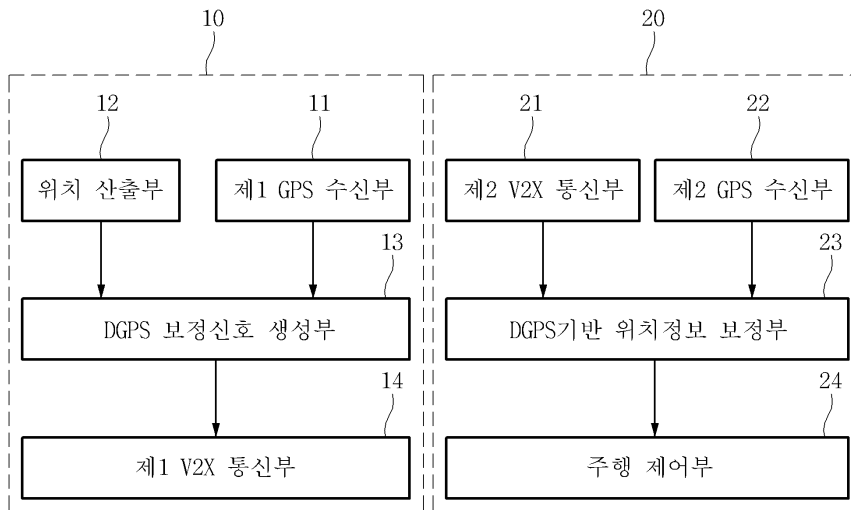 10
20
12
11
21
22
위치 산출부
제1 GPS 수신부
제2 V2X 통신부
제2 GPS 수신부
13
23
DGPS 보정신호 생성부
DGPS기반 위치정보 보정부
14
24
제1 V2X 통신부
주행 제어부